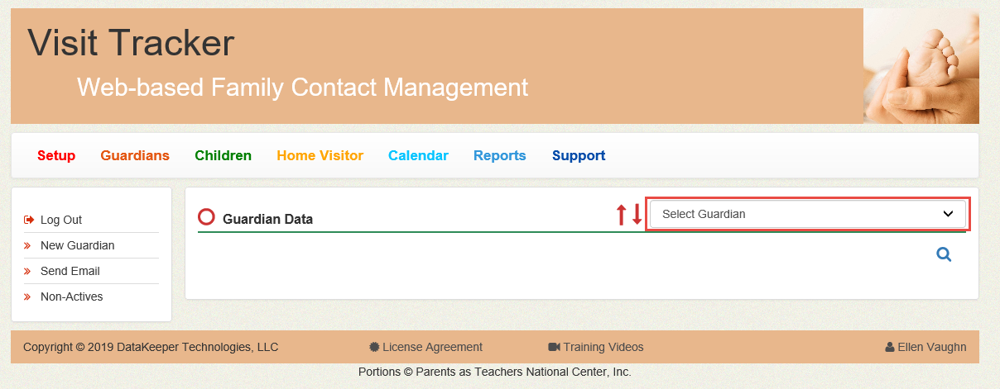 Visit Tracker
Web-based Family Contact Management
Setup Guardians Children Home Visitor Calendar Reports Support
Log Out
New Guardian
Send Email
Non-Actives
Guardian Data Select Guardian
Copyright © 2019 DataKeeper Technologies, LLC License Agreement Training Videos Ellen Vaughn
Portions © Parents as Teachers National Center, Inc.